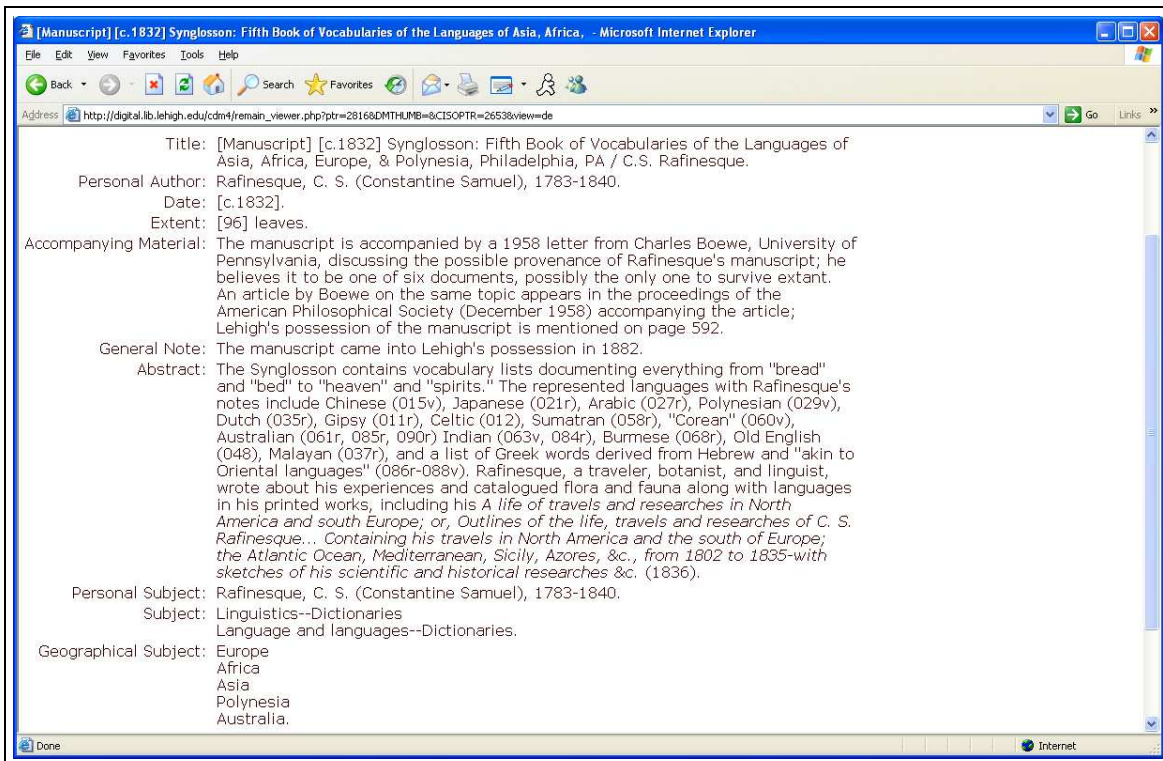 [Manuscript] [c.1832] Synglosson: Fifth Book of Vocabularies of the Languages of Asia, Africa, - Microsoft Internet Explorer
File Edit View Favorites Tools Help
Back Search Favorites
Address http://digital.lib.lehigh.edu/cdm4/remain_viewer.php?ptr=2816&DMTHUMB=&CISOPTR=2653&view=de Go Links »
Title: [Manuscript] [c.1832] Synglosson: Fifth Book of Vocabularies of the Languages of
Asia, Africa, Europe, & Polynesia, Philadelphia, PA / C.S. Rafinesque.
Personal Author: Rafinesque, C. S. (Constantine Samuel), 1783-1840.
Date: [c.1832].
Extent: [96] leaves.
Accompanying Material: The manuscript is accompanied by a 1958 letter from Charles Boewe, University of
Pennsylvania, discussing the possible provenance of Rafinesque's manuscript; he
believes it to be one of six documents, possibly the only one to survive extant.
An article by Boewe on the same topic appears in the proceedings of the
American Philosophical Society (December 1958) accompanying the article;
Lehigh's possession of the manuscript is mentioned on page 592.
General Note: The manuscript came into Lehigh's possession in 1882.
Abstract: The Synglosson contains vocabulary lists documenting everything from "bread"
and "bed" to "heaven" and "spirits." The represented languages with Rafinesque's
notes include Chinese (015v), Japanese (021r), Arabic (027r), Polynesian (029v),
Dutch (035r), Gipsy (011r), Celtic (012), Sumatran (058r), "Corean" (060v),
Australian (061r, 085r, 090r) Indian (063v, 084r), Burmese (068r), Old English
(048), Malayan (037r), and a list of Greek words derived from Hebrew and "akin to
Oriental languages" (086r-088v). Rafinesque, a traveler, botanist, and linguist,
wrote about his experiences and catalogued flora and fauna along with languages
in his printed works, including his A life of travels and researches in North
America and south Europe; or, Outlines of the life, travels and researches of C. S.
Rafinesque... Containing his travels in North America and the south of Europe;
the Atlantic Ocean, Mediterranean, Sicily, Azores, &c., from 1802 to 1835-with
sketches of his scientific and historical researches &c. (1836).
Personal Subject: Rafinesque, C. S. (Constantine Samuel), 1783-1840.
Subject: Linguistics--Dictionaries
Language and languages--Dictionaries.
Geographical Subject: Europe
Africa
Asia
Polynesia
Australia.
Done Internet